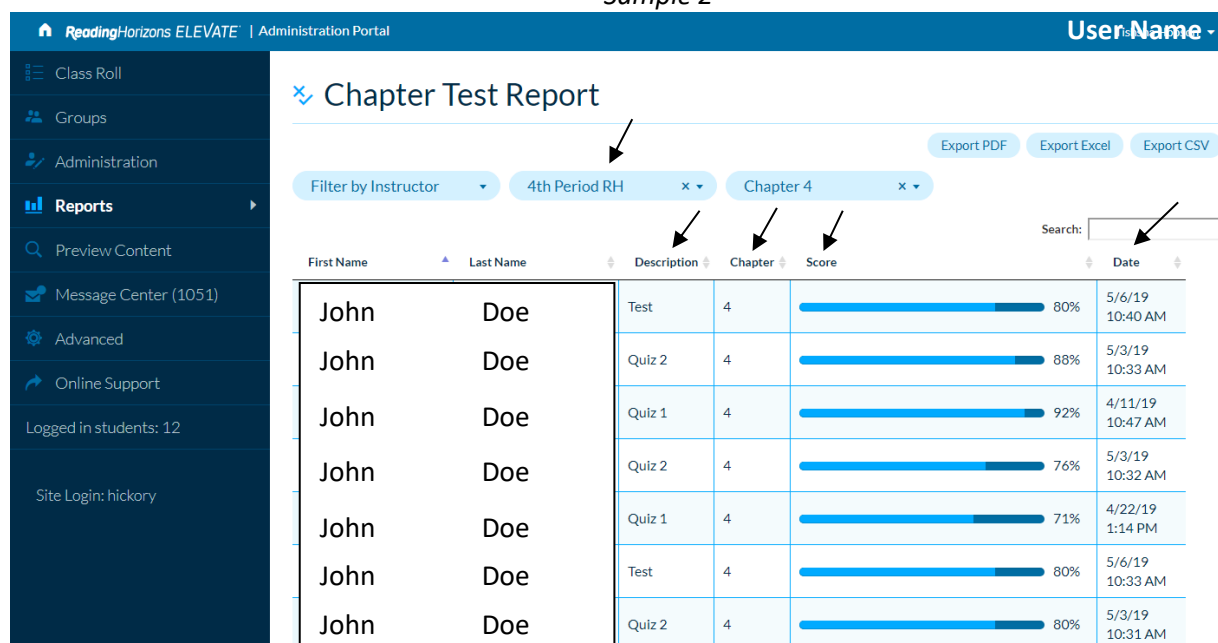 Sample 2
ReadingHorizons ELEVATE | Administration Portal
User Name
Class Roll
Groups
Administration
Reports
Preview Content
Message Center (1051)
Advanced
Online Support
Logged in students: 12
Site Login: hickory
Chapter Test Report
Export PDF Export Excel Export CSV
Filter by Instructor 4th Period RH × Chapter 4 ×
Search:
First Name Last Name Description Chapter Score Date
John Doe Test 4 80% 5/6/19
10:40 AM
John Doe Quiz 2 4 88% 5/3/19
10:33 AM
John Doe Quiz 1 4 92% 4/11/19
10:47 AM
John Doe Quiz 2 4 76% 5/3/19
10:32 AM
John Doe Quiz 1 4 71% 4/22/19
1:14 PM
John Doe Test 4 80% 5/6/19
10:33 AM
John Doe Quiz 2 4 80% 5/3/19
10:31 AM